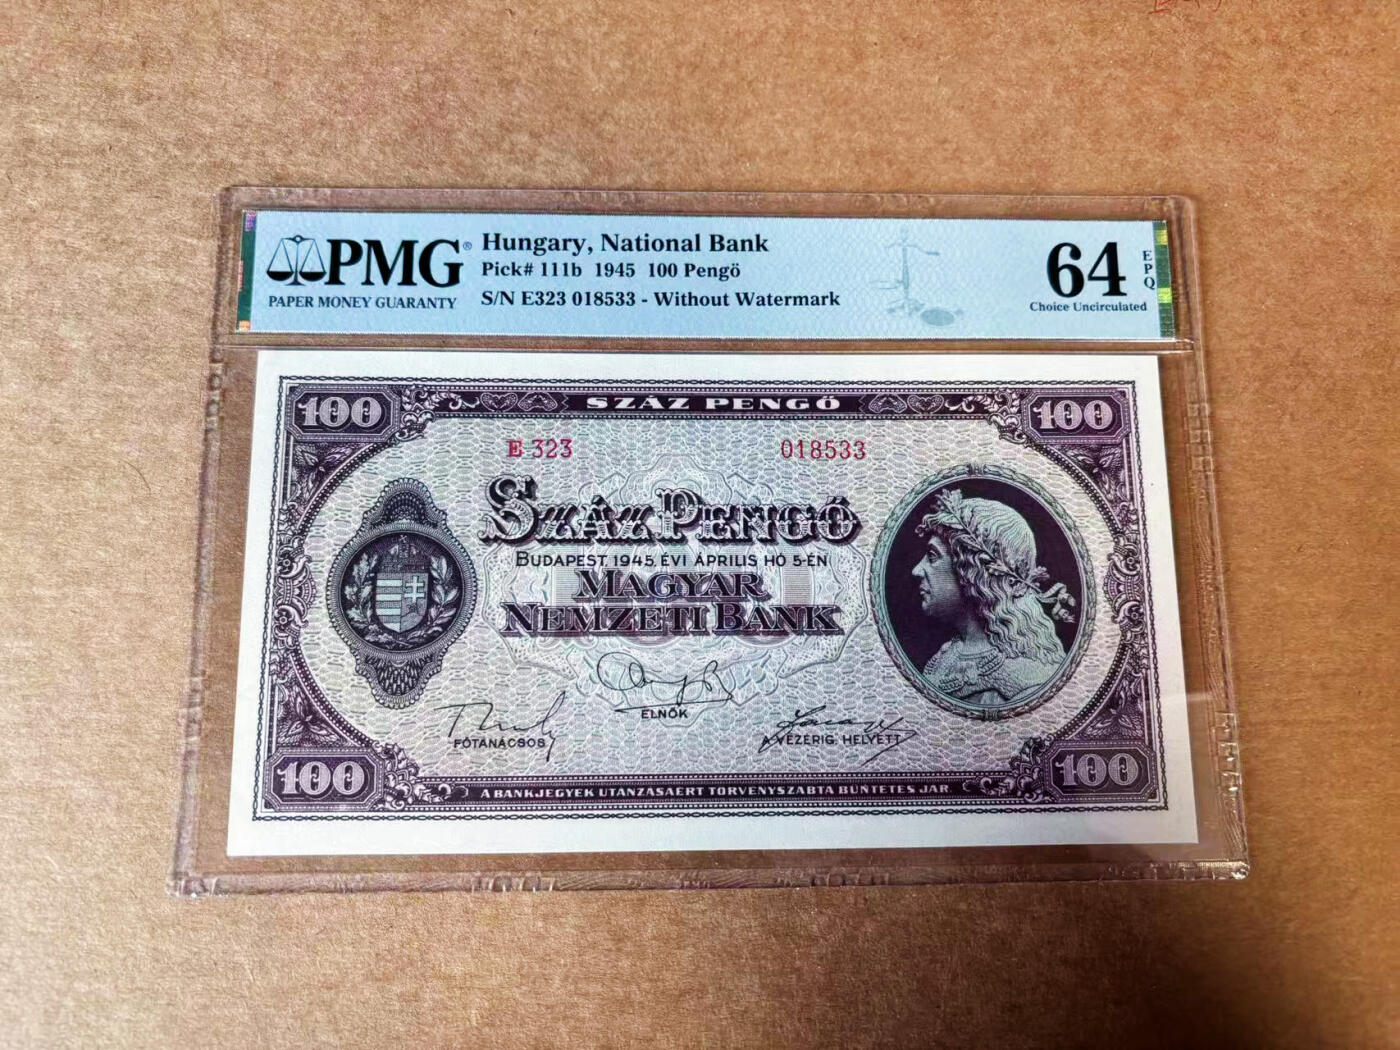 PMG®
PAPER MONEY GUARANTY
Hungary, National Bank
Pick# 111b 1945 100 Pengö
S/N E323 018533 - Without Watermark
64
EPQ
Choice Uncirculated
100 SZÁZ PENGŐ 100
E 323 018533
SZÁZ PENGŐ
BUDAPEST, 1945. ÉVI ÁPRILIS HÓ 5-ÉN
MAGYAR
NEMZETI BANK
ELNÖK
FŐTANÁCSOS
A VEZÉRIG. HELYETT
100 100
A BANKJEGYEK UTÁNZÁSÁÉRT TÖRVÉNYSZABTA BÜNTETÉS JÁR